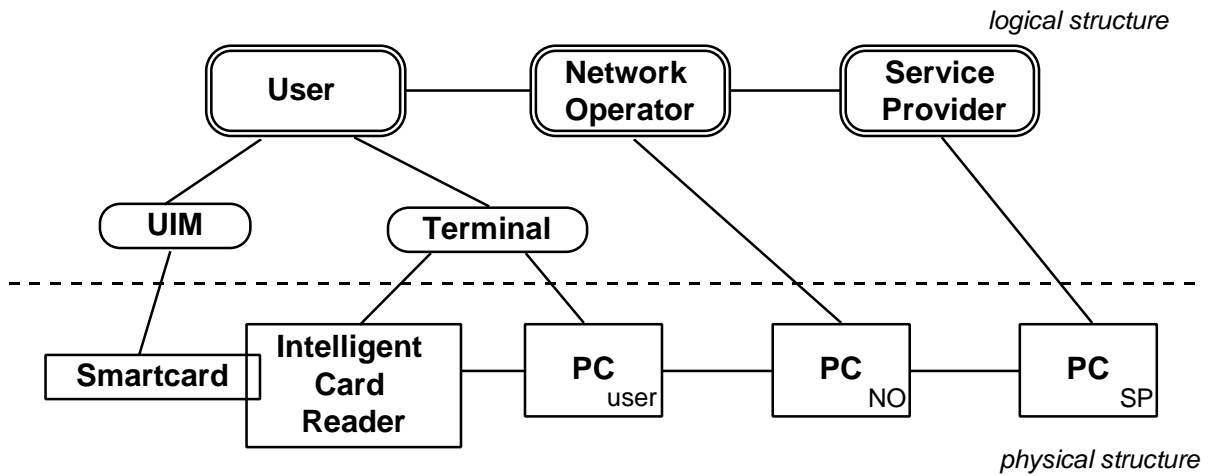 logical structure
User
Network
Operator
Service
Provider
UIM
Terminal
Smartcard
Intelligent
Card
Reader
PC
user
PC
NO
PC
SP
physical structure